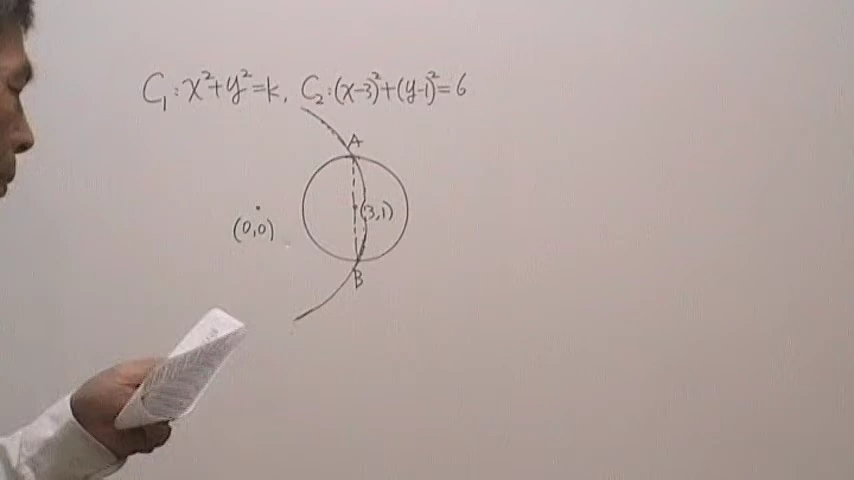 C₁: x²+y²=k, C₂: (x-3)²+(y-1)²=6
A
(3,1)
(0,0)
B